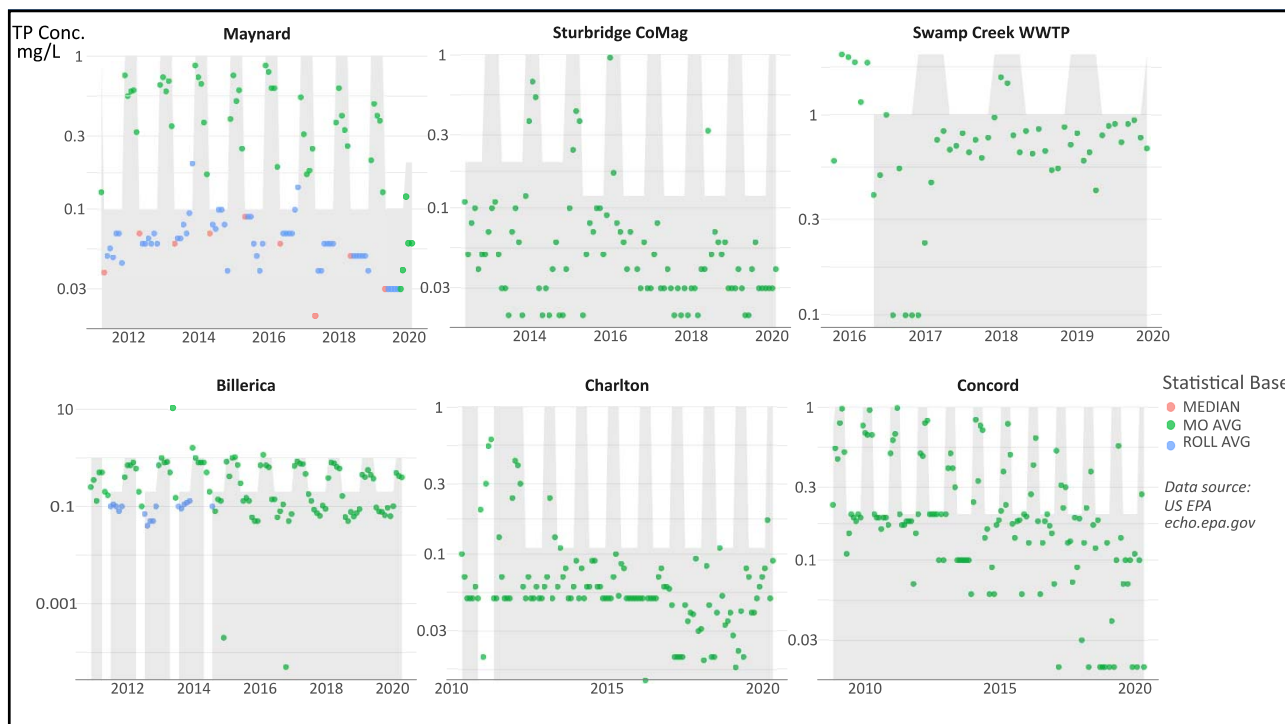 TP Conc.
mg/L
Maynard
1
0.3
0.1
0.03
2012 2014 2016 2018 2020
Sturbridge CoMag
1
0.3
0.1
0.03
2014 2016 2018 2020
Swamp Creek WWTP
1
0.3
0.1
2016 2017 2018 2019 2020
Billerica
10
0.1
0.001
2012 2014 2016 2018 2020
Charlton
1
0.3
0.1
0.03
2010 2015 2020
Concord
1
0.3
0.1
0.03
2010 2015 2020
Statistical Base
MEDIAN
MO AVG
ROLL AVG
Data source:
US EPA
echo.epa.gov